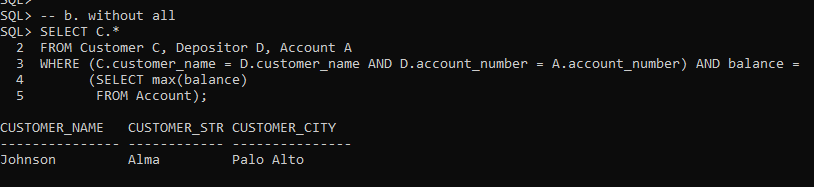 SQL>
SQL> -- b. without all
SQL> SELECT C.*
  2  FROM Customer C, Depositor D, Account A
  3  WHERE (C.customer_name = D.customer_name AND D.account_number = A.account_number) AND balance =
  4        (SELECT max(balance)
  5         FROM Account);
CUSTOMER_NAME   CUSTOMER_STR CUSTOMER_CITY
--------------- ------------ ---------------
Johnson         Alma         Palo Alto